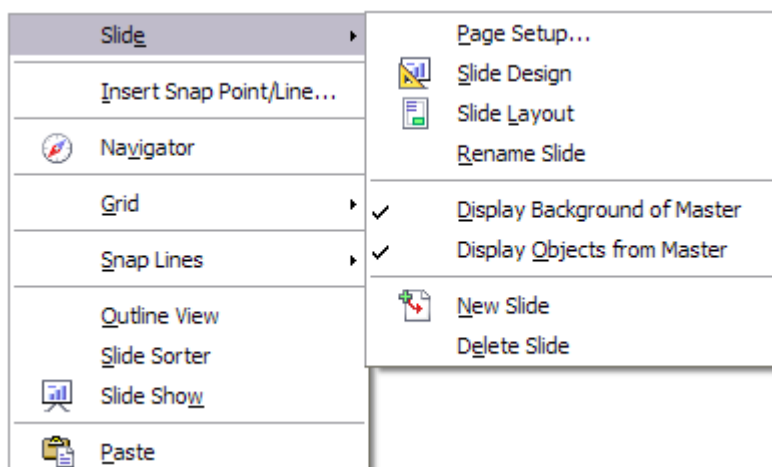 Slide
Insert Snap Point/Line...
Navigator
Grid
Snap Lines
Outline View
Slide Sorter
Slide Show
Paste
Page Setup...
Slide Design
Slide Layout
Rename Slide
Display Background of Master
Display Objects from Master
New Slide
Delete Slide